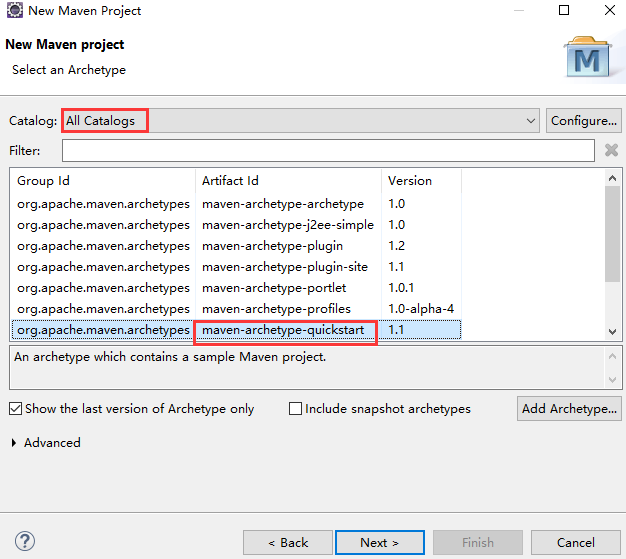 New Maven Project
New Maven project
Select an Archetype
M
Catalog: All Catalogs Configure...
Filter:
Group Id Artifact Id Version
org.apache.maven.archetypes maven-archetype-archetype 1.0
org.apache.maven.archetypes maven-archetype-j2ee-simple 1.0
org.apache.maven.archetypes maven-archetype-plugin 1.2
org.apache.maven.archetypes maven-archetype-plugin-site 1.1
org.apache.maven.archetypes maven-archetype-portlet 1.0.1
org.apache.maven.archetypes maven-archetype-profiles 1.0-alpha-4
org.apache.maven.archetypes maven-archetype-quickstart 1.1
An archetype which contains a sample Maven project.
Show the last version of Archetype only Include snapshot archetypes Add Archetype...
Advanced
? < Back Next > Finish Cancel